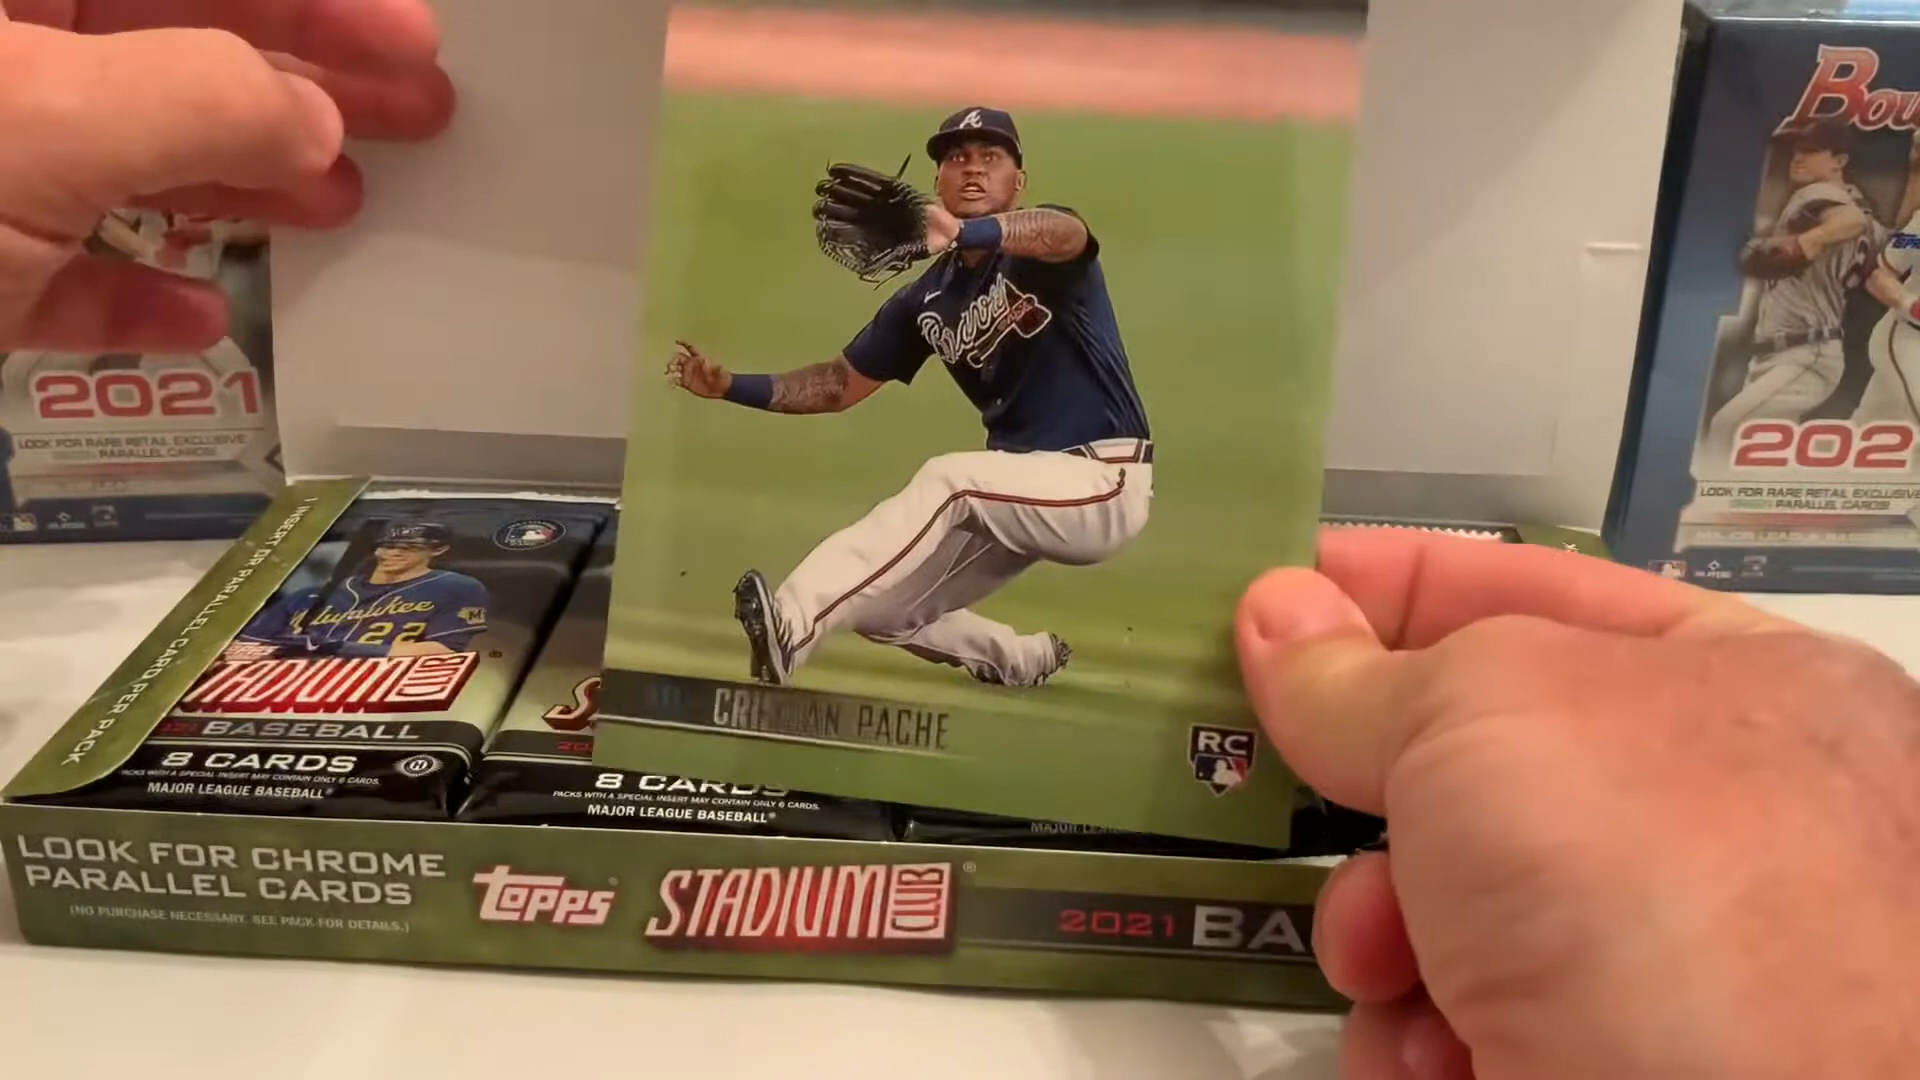 A
Braves
BOW
2021
LOOK FOR RARE RETAIL EXCLUSIVE
GREEN PARALLEL CARDS!
202
LOOK FOR RARE RETAIL EXCLUSIVE
GREEN PARALLEL CARDS!
1 INSERT OR PARALLEL CARD PER PACK
Milwaukee
22
M
TOPPS
STADIUM CLUB®
2021 BASEBALL
8 CARDS
PACKS WITH A SPECIAL INSERT MAY CONTAIN ONLY 6 CARDS.
MAJOR LEAGUE BASEBALL®
H
S
8 CARDS
PACKS WITH A SPECIAL INSERT MAY CONTAIN ONLY 6 CARDS.
MAJOR LEAGUE BASEBALL®
CRISTIAN PACHE
RC
LOOK FOR CHROME
PARALLEL CARDS
(NO PURCHASE NECESSARY. SEE PACK FOR DETAILS.)
TOPPS® STADIUM CLUB® 2021 BA